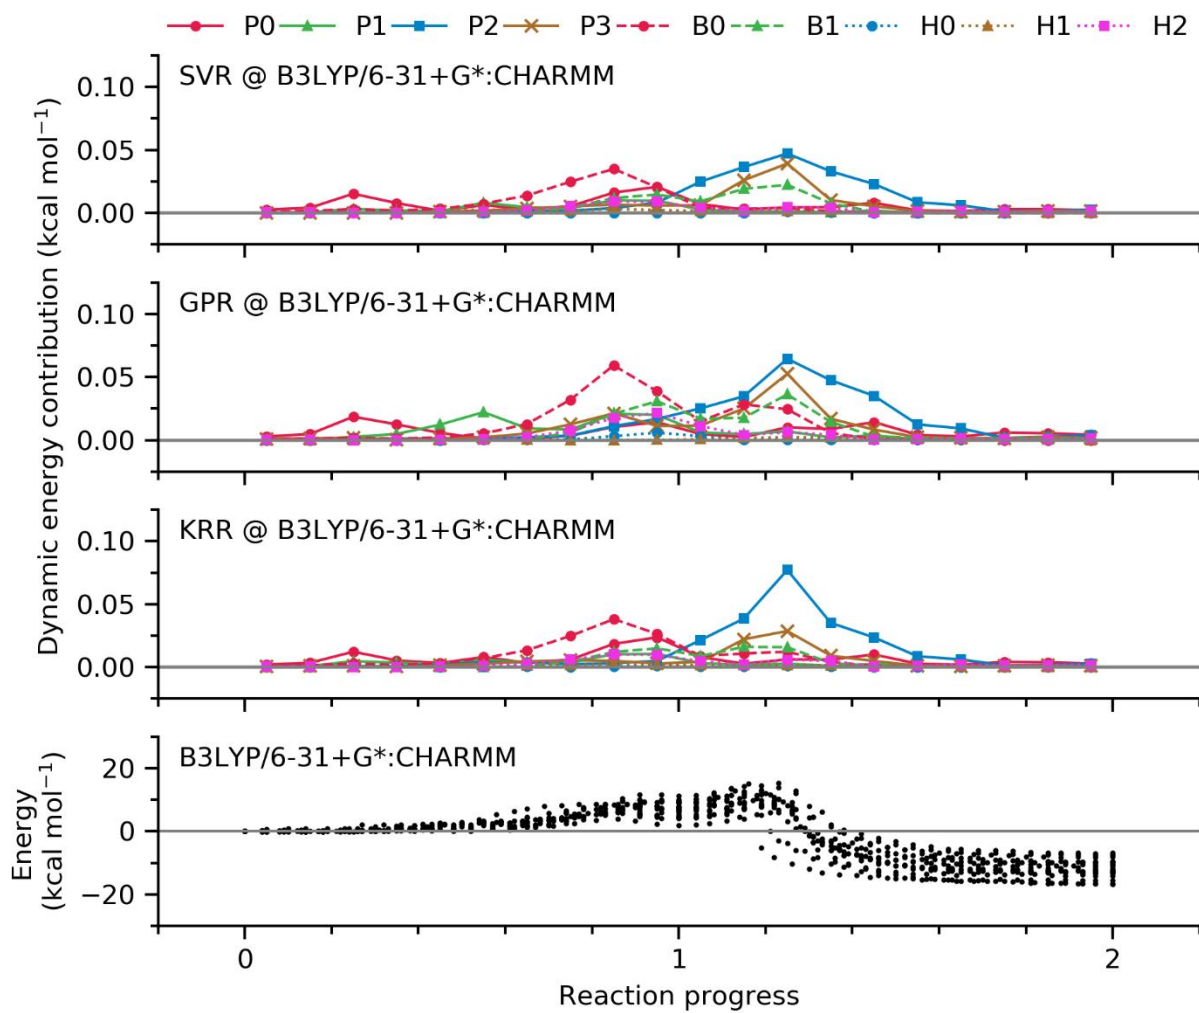 P0 P1 P2 P3 B0 B1 H0 H1 H2
SVR @ B3LYP/6-31+G*:CHARMM
0.10
0.05
0.00
GPR @ B3LYP/6-31+G*:CHARMM
0.10
0.05
0.00
KRR @ B3LYP/6-31+G*:CHARMM
0.10
0.05
0.00
Dynamic energy contribution (kcal mol⁻¹)
B3LYP/6-31+G*:CHARMM
20
0
−20
Energy
(kcal mol⁻¹)
0 1 2
Reaction progress